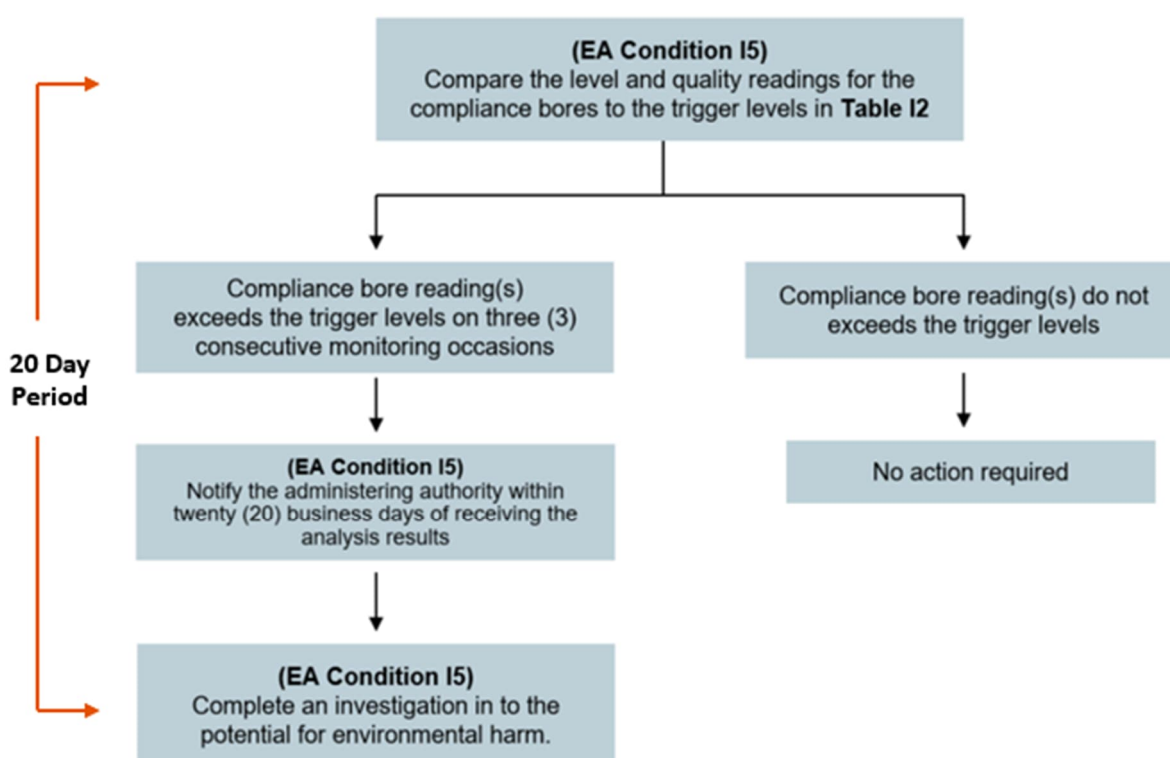 (EA Condition I5)
Compare the level and quality readings for the
compliance bores to the trigger levels in Table I2
Compliance bore reading(s)
exceeds the trigger levels on three (3)
consecutive monitoring occasions
Compliance bore reading(s) do not
exceeds the trigger levels
20 Day
Period
(EA Condition I5)
Notify the administering authority within
twenty (20) business days of receiving the
analysis results
No action required
(EA Condition I5)
Complete an investigation in to the
potential for environmental harm.